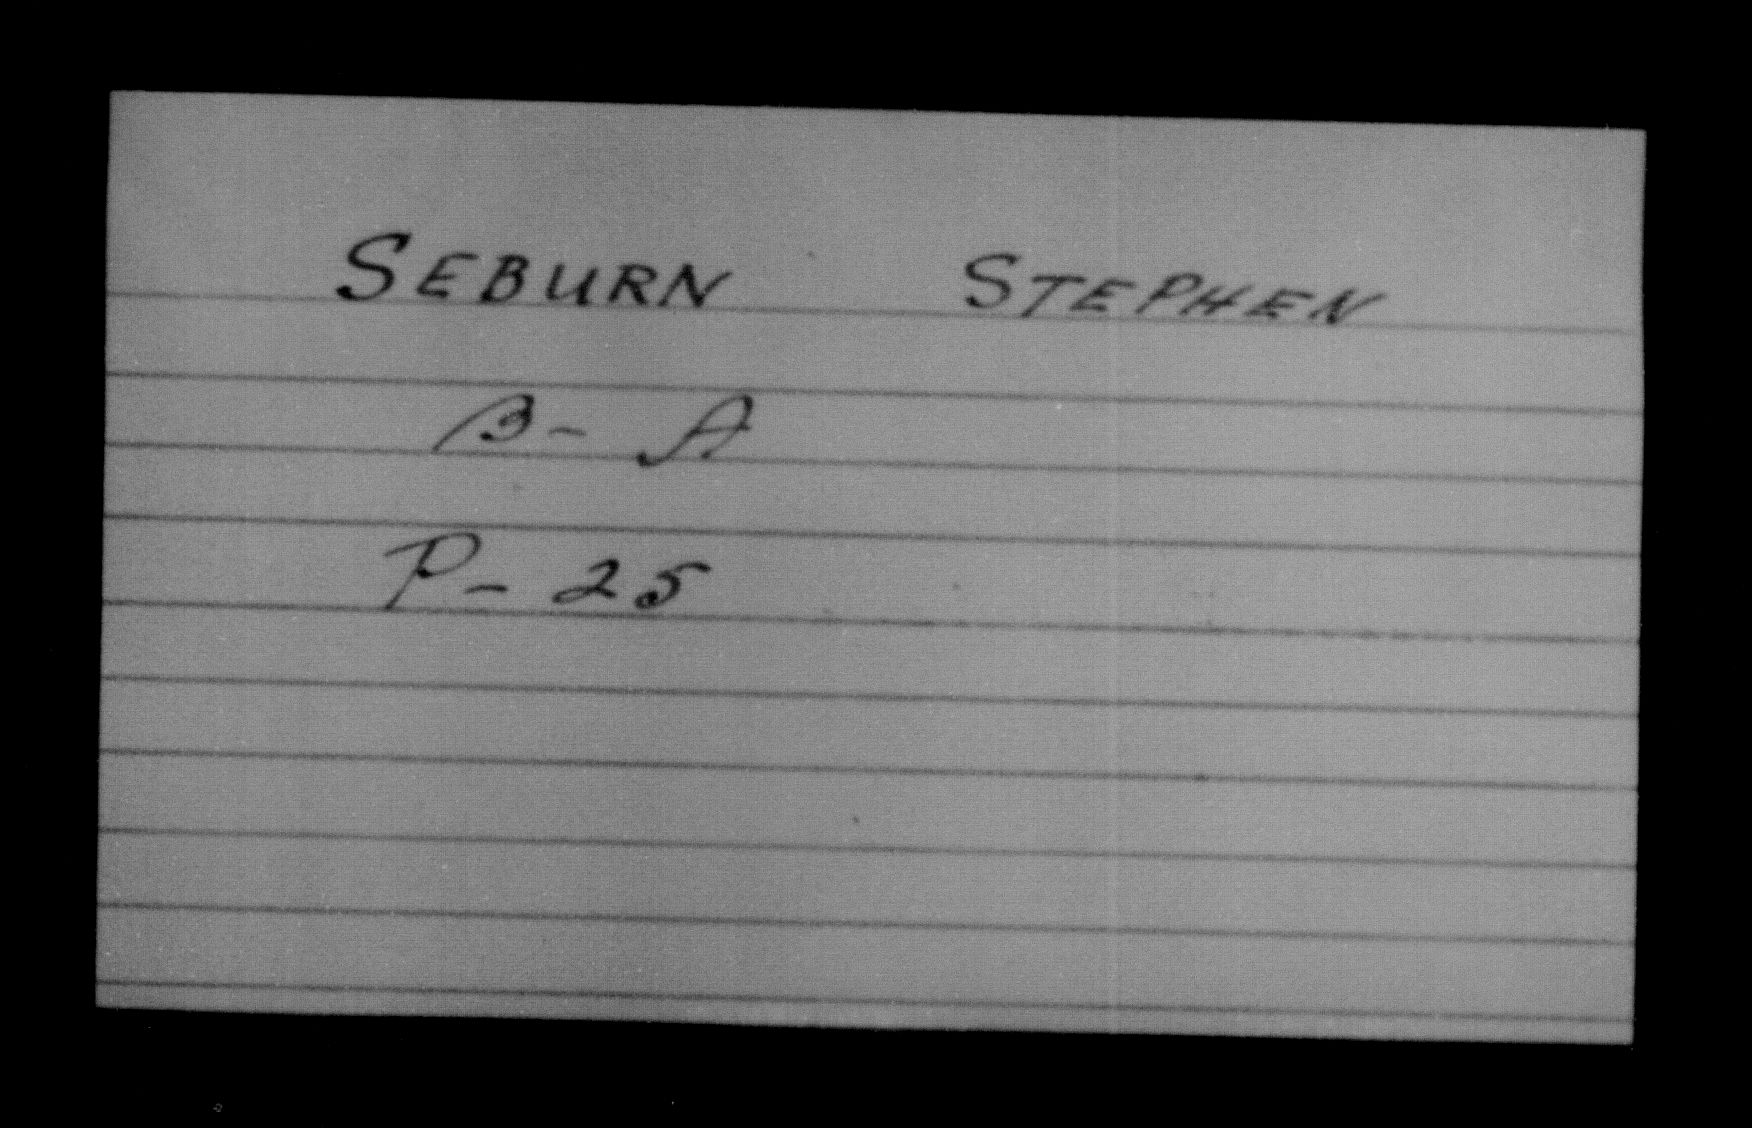 SEBURN STEPHEN
B- A
P- 25